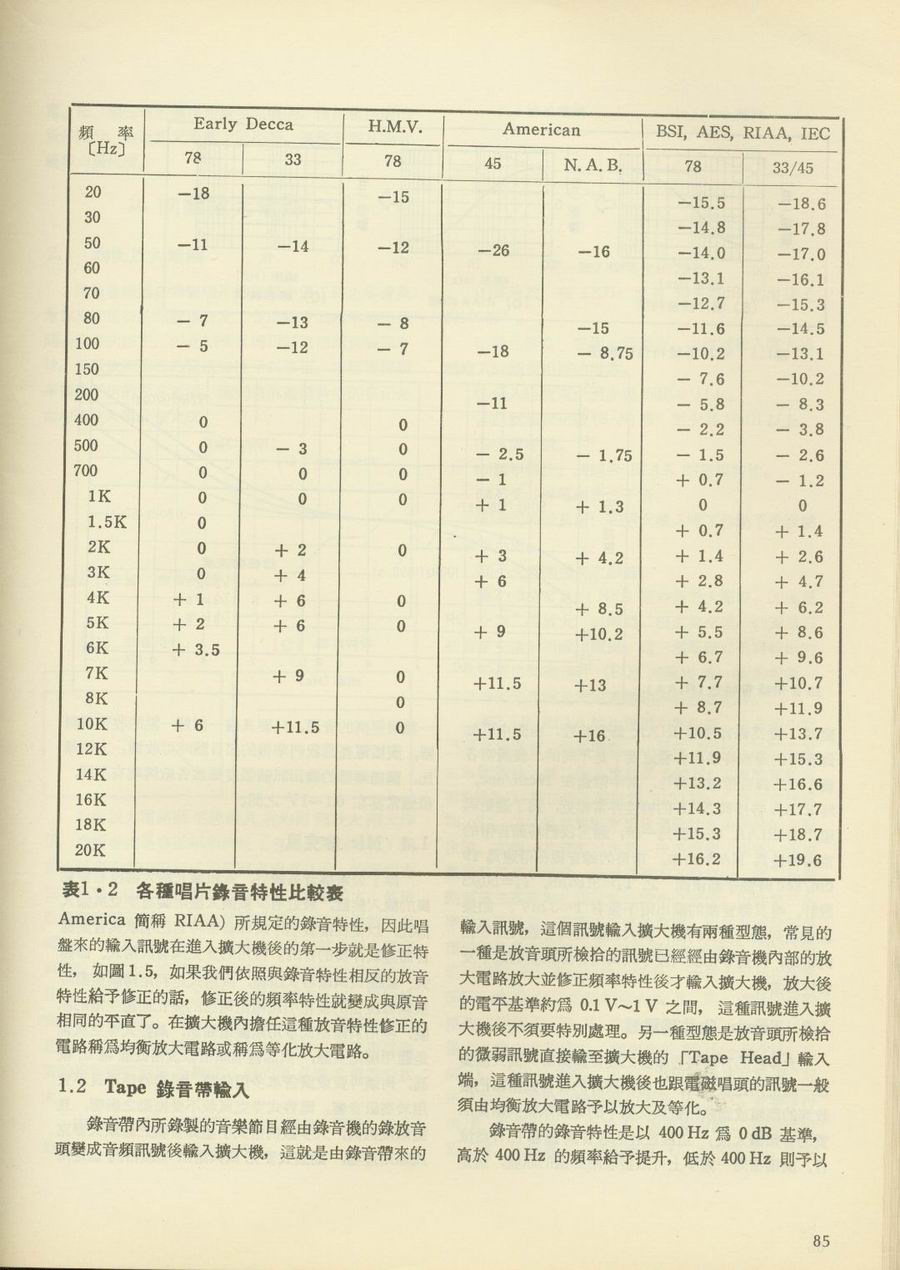 頻 率 Early Decca H.M.V. American BSI, AES, RIAA, IEC
〔Hz〕 78 33 78 45 N. A. B. 78 33/45
20 −18 −15 −15.5 −18.6
30 −14.8 −17.8
50 −11 −14 −12 −26 −16 −14.0 −17.0
60 −13.1 −16.1
70 −12.7 −15.3
80 − 7 −13 − 8 −15 −11.6 −14.5
100 − 5 −12 − 7 −18 − 8.75 −10.2 −13.1
150 − 7.6 −10.2
200 −11 − 5.8 − 8.3
400 0 0 − 2.2 − 3.8
500 0 − 3 0 − 2.5 − 1.75 − 1.5 − 2.6
700 0 0 0 − 1 + 0.7 − 1.2
1K 0 0 0 + 1 + 1.3 0 0
1.5K 0 + 0.7 + 1.4
2K 0 + 2 0 + 3 + 4.2 + 1.4 + 2.6
3K 0 + 4 + 6 + 2.8 + 4.7
4K + 1 + 6 0 + 8.5 + 4.2 + 6.2
5K + 2 + 6 0 + 9 +10.2 + 5.5 + 8.6
6K + 3.5 + 6.7 + 9.6
7K + 9 0 +11.5 +13 + 7.7 +10.7
8K 0 + 8.7 +11.9
10K + 6 +11.5 0 +11.5 +16 +10.5 +13.7
12K +11.9 +15.3
14K +13.2 +16.6
16K +14.3 +17.7
18K +15.3 +18.7
20K +16.2 +19.6
表1・2 各種唱片錄音特性比較表
America 簡稱 RIAA) 所規定的錄音特性，因此唱
盤來的輸入訊號在進入擴大機後的第一步就是修正特
性， 如圖1.5，如果我們依照與錄音特性相反的放音
特性給予修正的話， 修正後的頻率特性就變成與原音
相同的平直了。在擴大機內擔任這種放音特性修正的
電路稱爲均衡放大電路或稱爲等化放大電路。
1.2 Tape 錄音帶輸入
錄音帶內所錄製的音樂節目經由錄音機的錄放音
頭變成音頻訊號後輸入擴大機，這就是由錄音帶來的
輸入訊號，這個訊號輸入擴大機有兩種型態，常見的
一種是放音頭所檢拾的訊號已經經由錄音機內部的放
大電路放大並修正頻率特性後才輸入擴大機，放大後
的電平基準約爲 0.1 V～1 V 之間， 這種訊號進入擴
大機後不須要特別處理。另一種型態是放音頭所檢拾
的微弱訊號直接輸至擴大機的「Tape Head」輸入
端，這種訊號進入擴大機後也跟電磁唱頭的訊號一般
須由均衡放大電路予以放大及等化。
錄音帶的錄音特性是以 400 Hz 爲 0 dB 基準，
高於 400 Hz 的頻率給予提升，低於 400 Hz 則予以
85